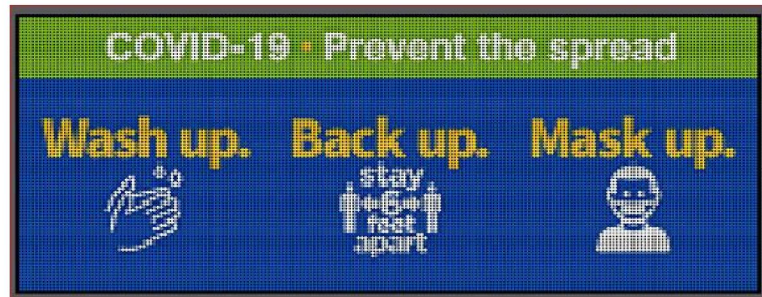 COVID-19 • Prevent the spread
Wash up. Back up. Mask up.
stay
6
feet
apart